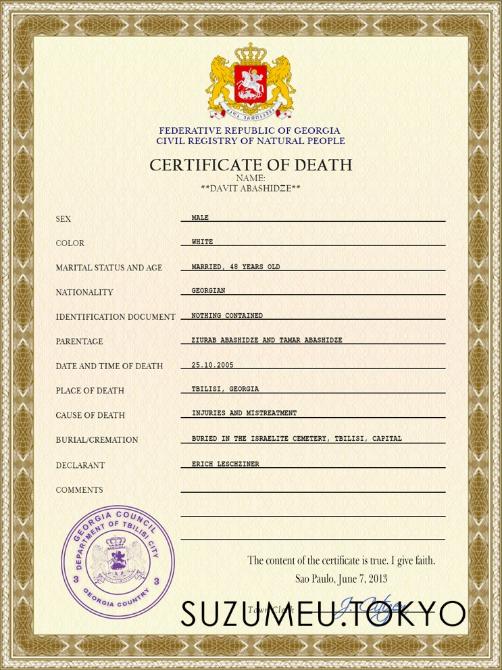 FEDERATIVE REPUBLIC OF GEORGIA
CIVIL REGISTRY OF NATURAL PEOPLE
CERTIFICATE OF DEATH
NAME:
**DAVIT ABASHIDZE**
SEX MALE
COLOR WHITE
MARITAL STATUS AND AGE MARRIED, 48 YEARS OLD
NATIONALITY GEORGIAN
IDENTIFICATION DOCUMENT NOTHING CONTAINED
PARENTAGE ZIURAB ABASHIDZE AND TAMAR ABASHIDZE
DATE AND TIME OF DEATH 25.10.2005
PLACE OF DEATH TBILISI, GEORGIA
CAUSE OF DEATH INJURIES AND MISTREATMENT
BURIAL/CREMATION BURIED IN THE ISRAELITE CEMETERY, TBILISI, CAPITAL
DECLARANT ERICH LESCHZINER
COMMENTS
GEORGIA COUNCIL
DEPARTMENT OF TBILISI CITY
3 3
GEORGIA COUNTRY
The content of the certificate is true. I give faith.
Sao Paulo, June 7, 2013
SUZUMEU.TOKYO